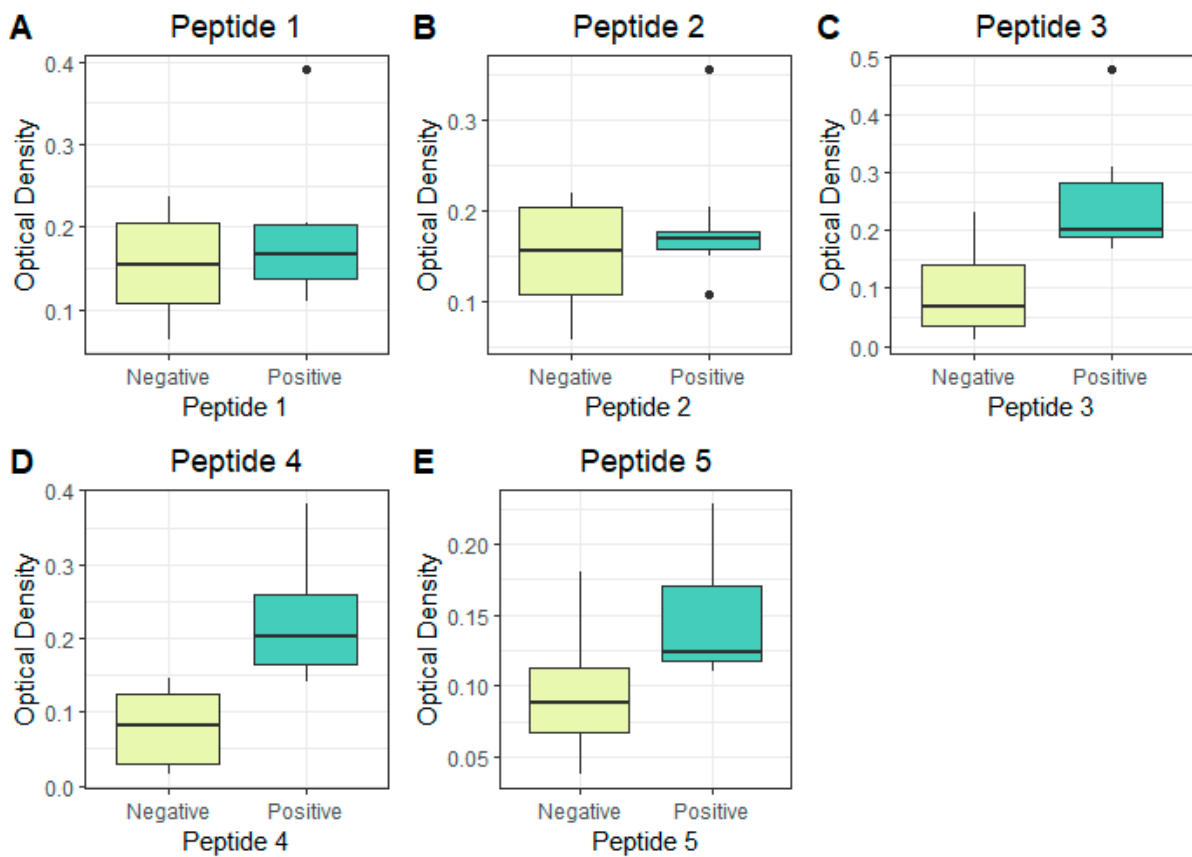 A Peptide 1
Optical Density
0.4
0.3
0.2
0.1
Negative Positive
Peptide 1
B Peptide 2
Optical Density
0.3
0.2
0.1
Negative Positive
Peptide 2
C Peptide 3
Optical Density
0.5
0.4
0.3
0.2
0.1
0.0
Negative Positive
Peptide 3
D Peptide 4
Optical Density
0.4
0.3
0.2
0.1
0.0
Negative Positive
Peptide 4
E Peptide 5
Optical Density
0.20
0.15
0.10
0.05
Negative Positive
Peptide 5